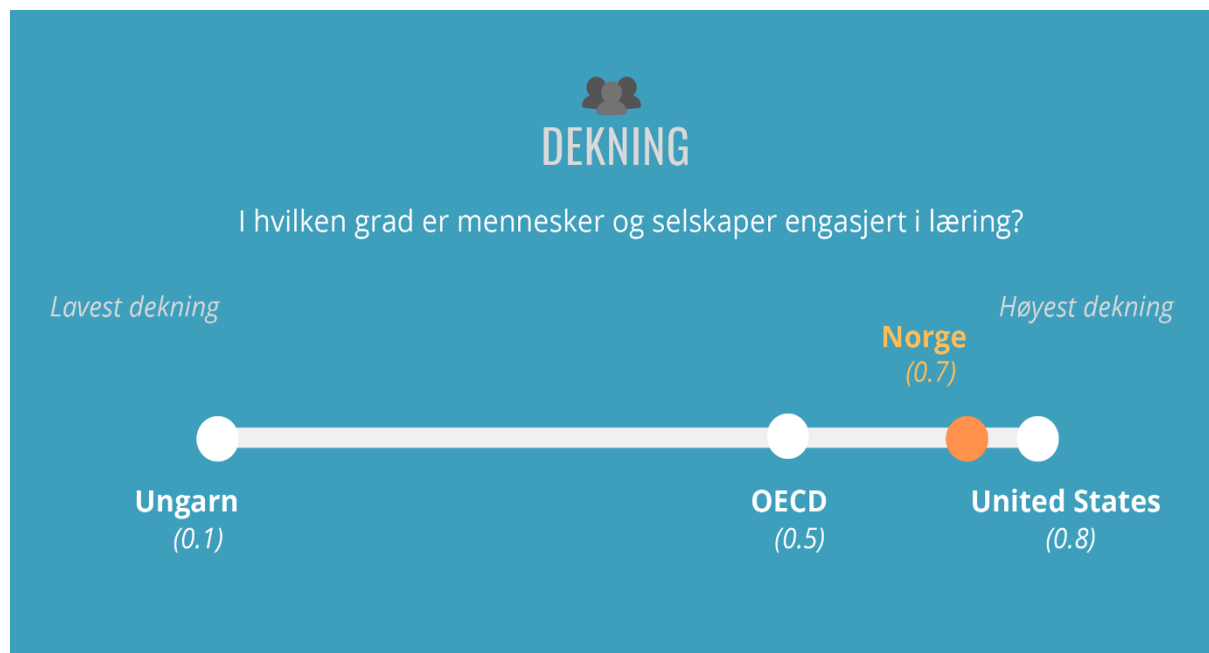 DEKNING
I hvilken grad er mennesker og selskaper engasjert i læring?
Lavest dekning
Høyest dekning
Norge
(0.7)
Ungarn
(0.1)
OECD
(0.5)
United States
(0.8)